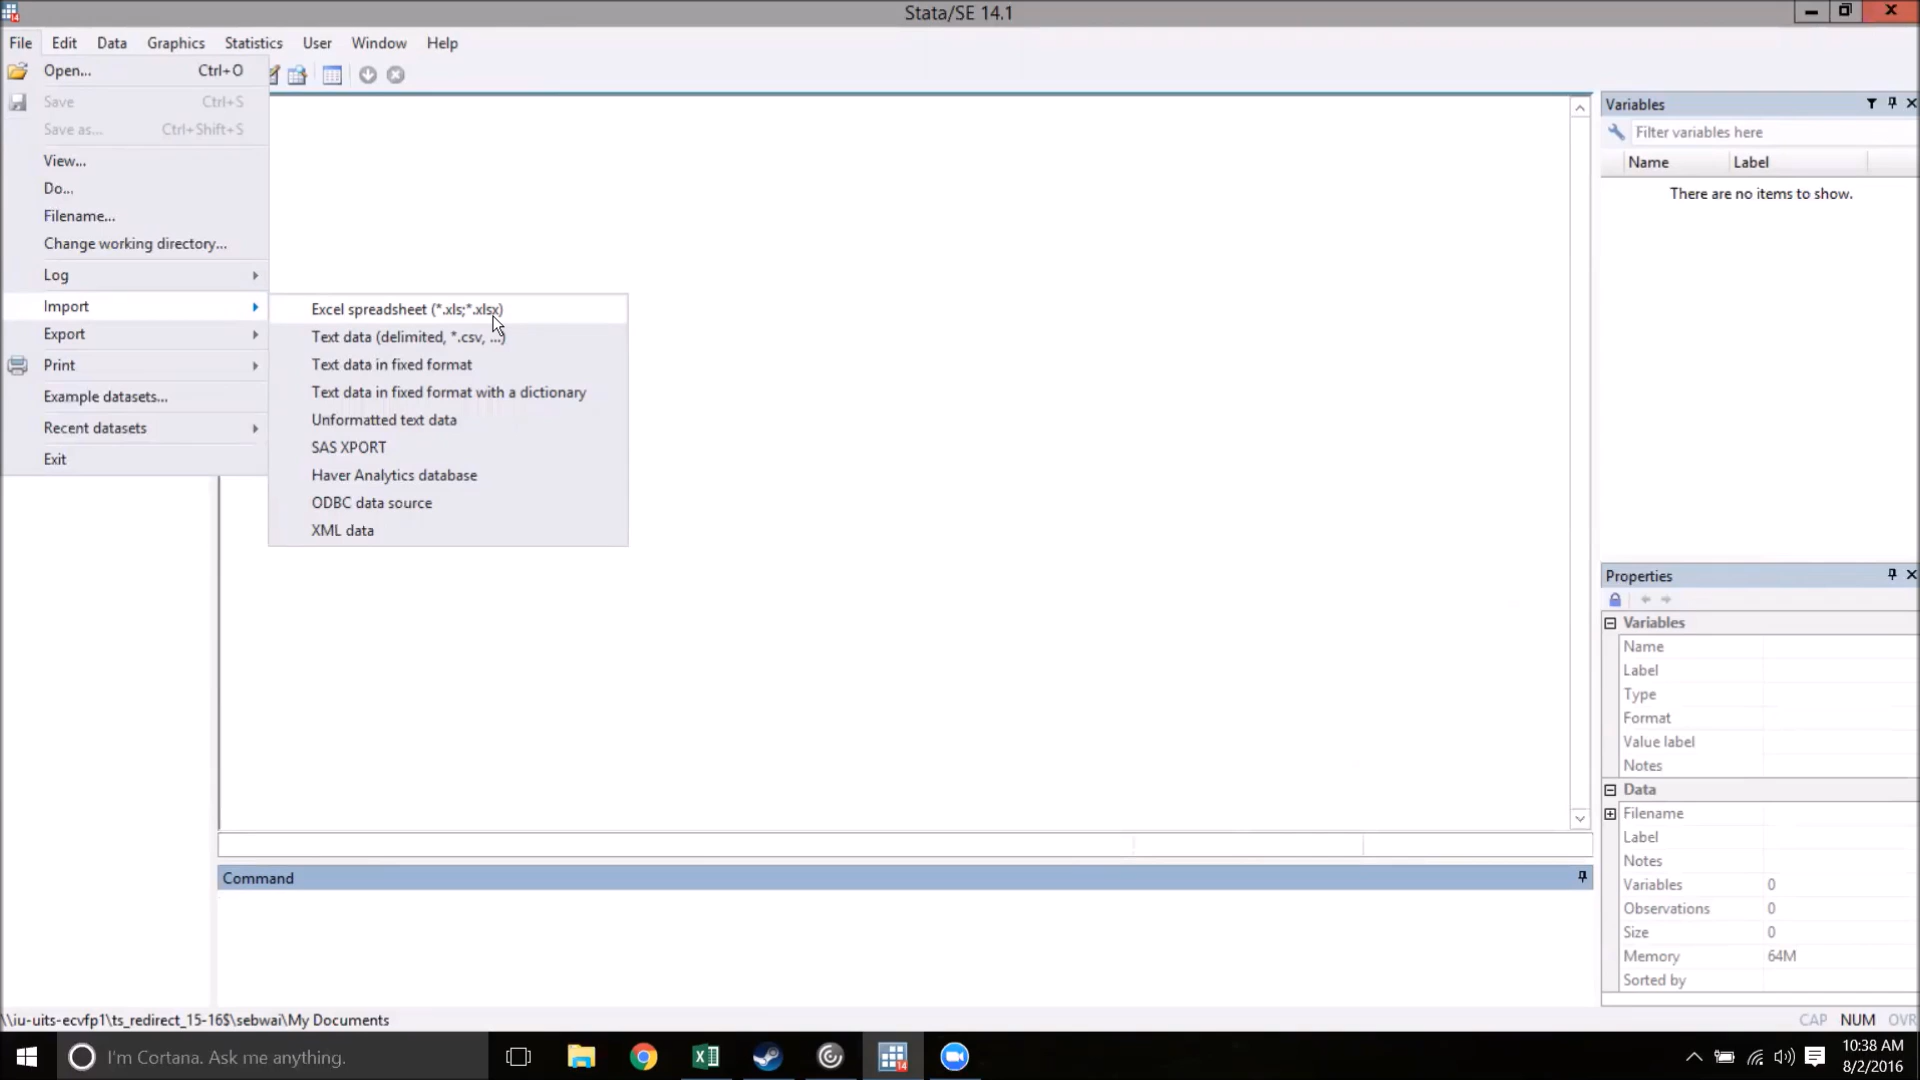 Stata/SE 14.1
File Edit Data Graphics Statistics User Window Help
Open... Ctrl+O
Save Ctrl+S
Save as... Ctrl+Shift+S
View...
Do...
Filename...
Change working directory...
Log
Import
Export
Print
Example datasets...
Recent datasets
Exit
Excel spreadsheet (*.xls;*.xlsx)
Text data (delimited, *.csv, ...)
Text data in fixed format
Text data in fixed format with a dictionary
Unformatted text data
SAS XPORT
Haver Analytics database
ODBC data source
XML data
Variables
Filter variables here
Name Label
There are no items to show.
Properties
Variables
Name
Label
Type
Format
Value label
Notes
Data
Filename
Label
Notes
Variables 0
Observations 0
Size 0
Memory 64M
Sorted by
Command
\\iu-uits-ecvfp1\ts_redirect_15-16$\sebwai\My Documents
CAP NUM OVR
I'm Cortana. Ask me anything.
14
10:38 AM
8/2/2016